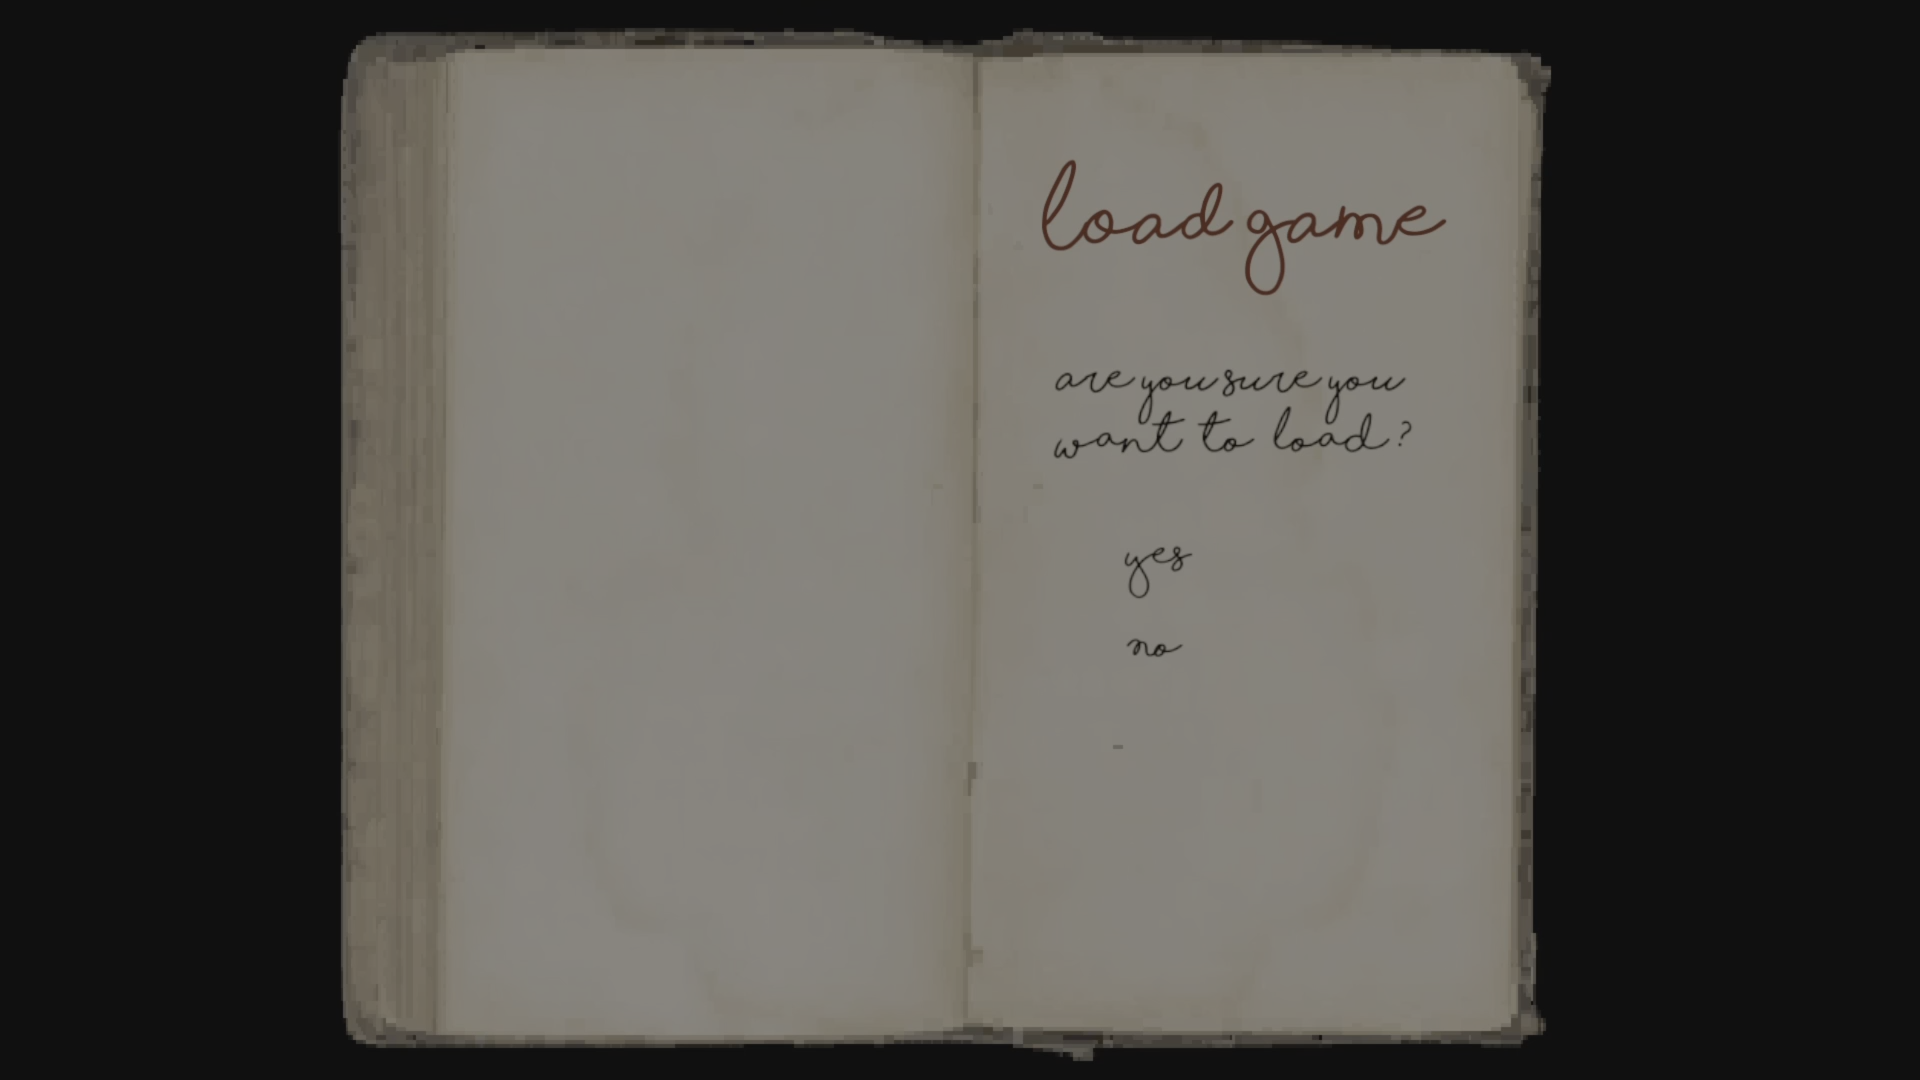 load game
are you sure you
want to load?
yes
no